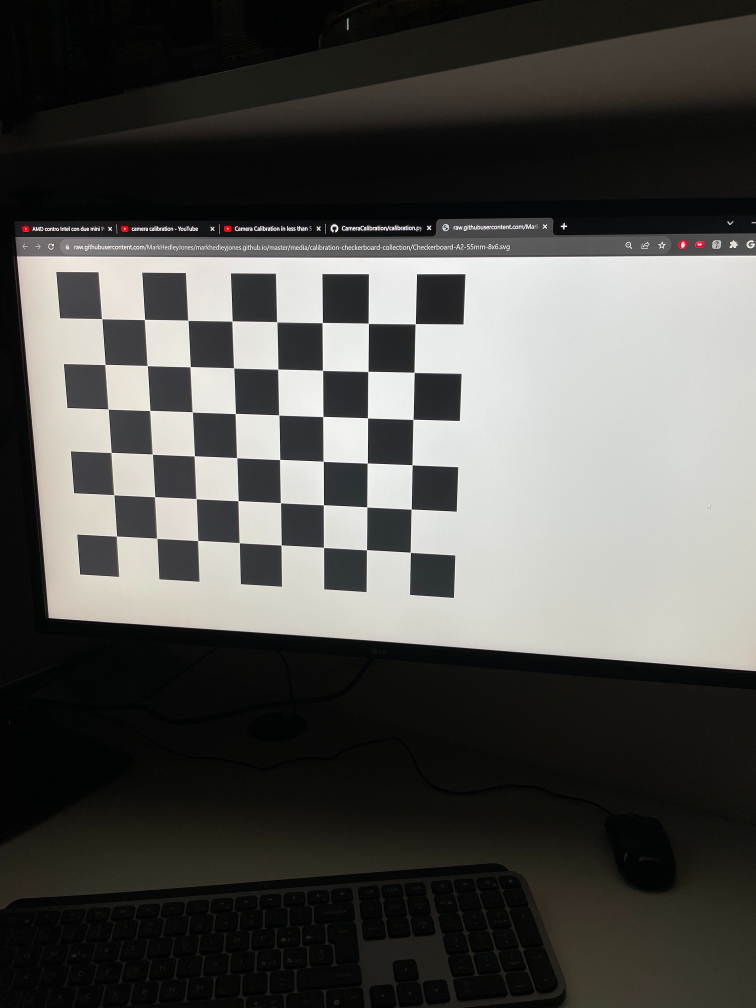 AMD contro Intel con due mini P
camera calibration - YouTube
Camera Calibration in less than 5
CameraCalibration/calibration.py
raw.githubusercontent.com/Mark
raw.githubusercontent.com/MarkHedleyJones/markhedleyjones.github.io/master/media/calibration-checkerboard-collection/Checkerboard-A2-55mm-8x6.svg
LG